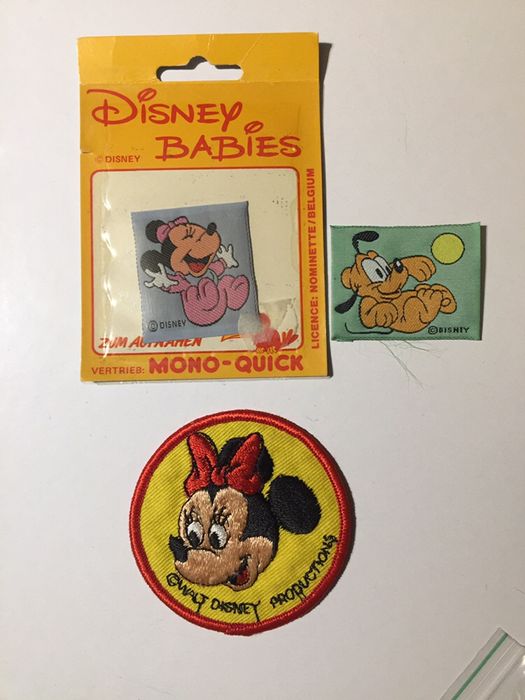 DISNEY
BABIES
© DISNEY
LICENCE: NOMINETTE/BELGIUM
© DISNEY
ZUM AUFNÄHEN
VERTRIEB: MONO-QUICK
© DISNEY
© WALT DISNEY PRODUCTIONS